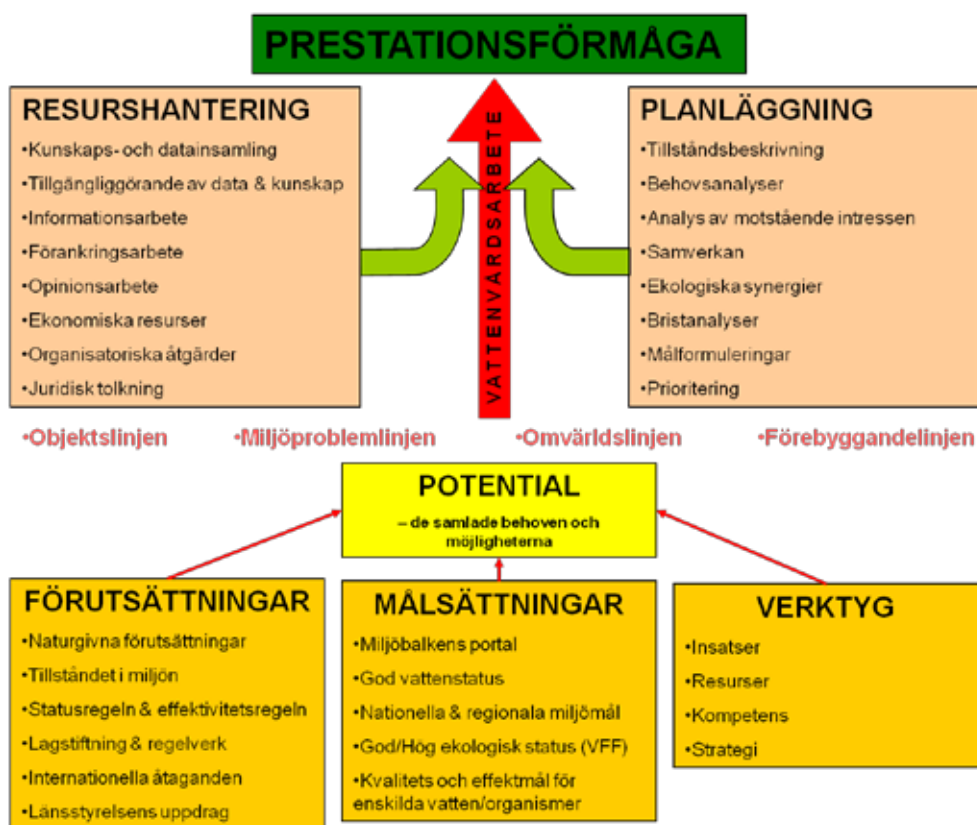 PRESTATIONSFÖRMÅGA
RESURSHANTERING
•Kunskaps- och datainsamling
•Tillgängliggörande av data & kunskap
•Informationsarbete
•Förankringsarbete
•Opinionsarbete
•Ekonomiska resurser
•Organisatoriska åtgärder
•Juridisk tolkning
VATTENVÅRDSARBETE
PLANLÄGGNING
•Tillståndsbeskrivning
•Behovsanalyser
•Analys av motstående intressen
•Samverkan
•Ekologiska synergier
•Bristanalyser
•Målformuleringar
•Prioritering
•Objektslinjen •Miljöproblemlinjen •Omvärldslinjen •Förebyggandelinjen
POTENTIAL
– de samlade behoven och
möjligheterna
FÖRUTSÄTTNINGAR
•Naturgivna förutsättningar
•Tillståndet i miljön
•Statusregeln & effektivitetsregeln
•Lagstiftning & regelverk
•Internationella åtaganden
•Länsstyrelsens uppdrag
MÅLSÄTTNINGAR
•Miljöbalkens portal
•God vattenstatus
•Nationella & regionala miljömål
•God/Hög ekologisk status (VFF)
•Kvalitets och effektmål för
enskilda vatten/organismer
VERKTYG
•Insatser
•Resurser
•Kompetens
•Strategi